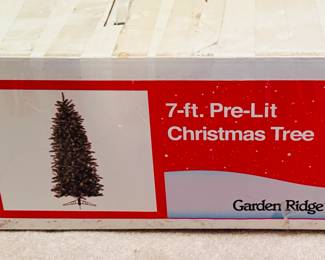 7-ft. Pre-Lit
Christmas Tree
Garden Ridge